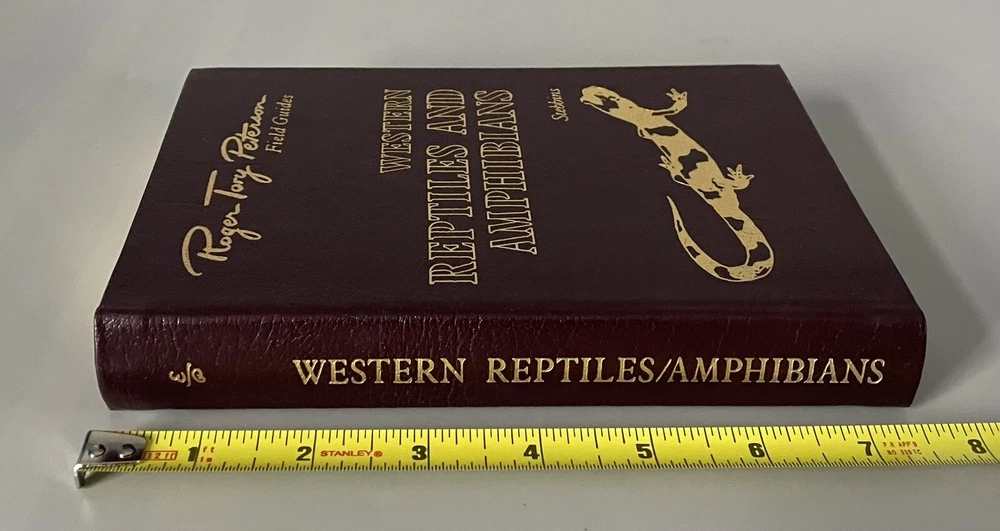 Roger Tory Peterson
Field Guides
WESTERN
REPTILES AND
AMPHIBIANS
Stebbins
WESTERN REPTILES/AMPHIBIANS
1 2 STANLEY® 3 4 5 6 7 8